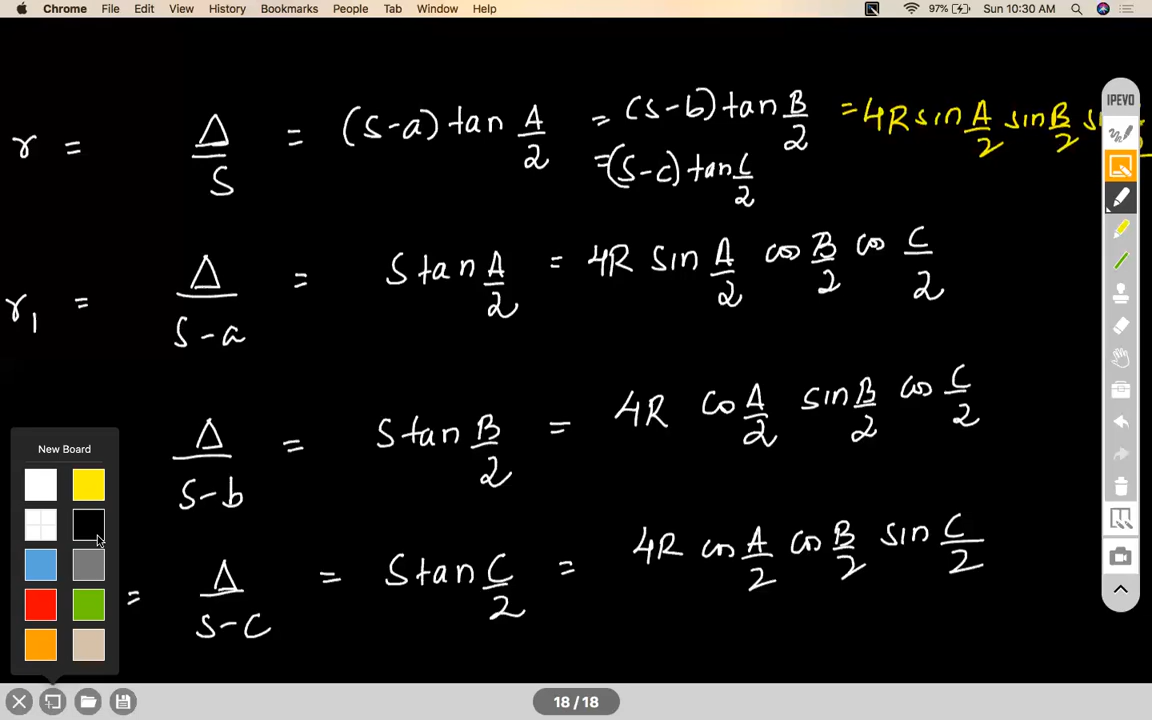 Chrome File Edit View History Bookmarks People Tab Window Help 97% Sun 10:30 AM
r = Δ/S = (s-a) tan A/2 = (s-b) tan B/2 = 4R sin A/2 sin B/2
= (s-c) tan C/2
r₁ = Δ/s-a = S tan A/2 = 4R sin A/2 cos B/2 cos C/2
Δ/s-b = S tan B/2 = 4R cos A/2 sin B/2 cos C/2
= Δ/s-c = S tan C/2 = 4R cos A/2 cos B/2 sin C/2
IPEVO
New Board
18 / 18